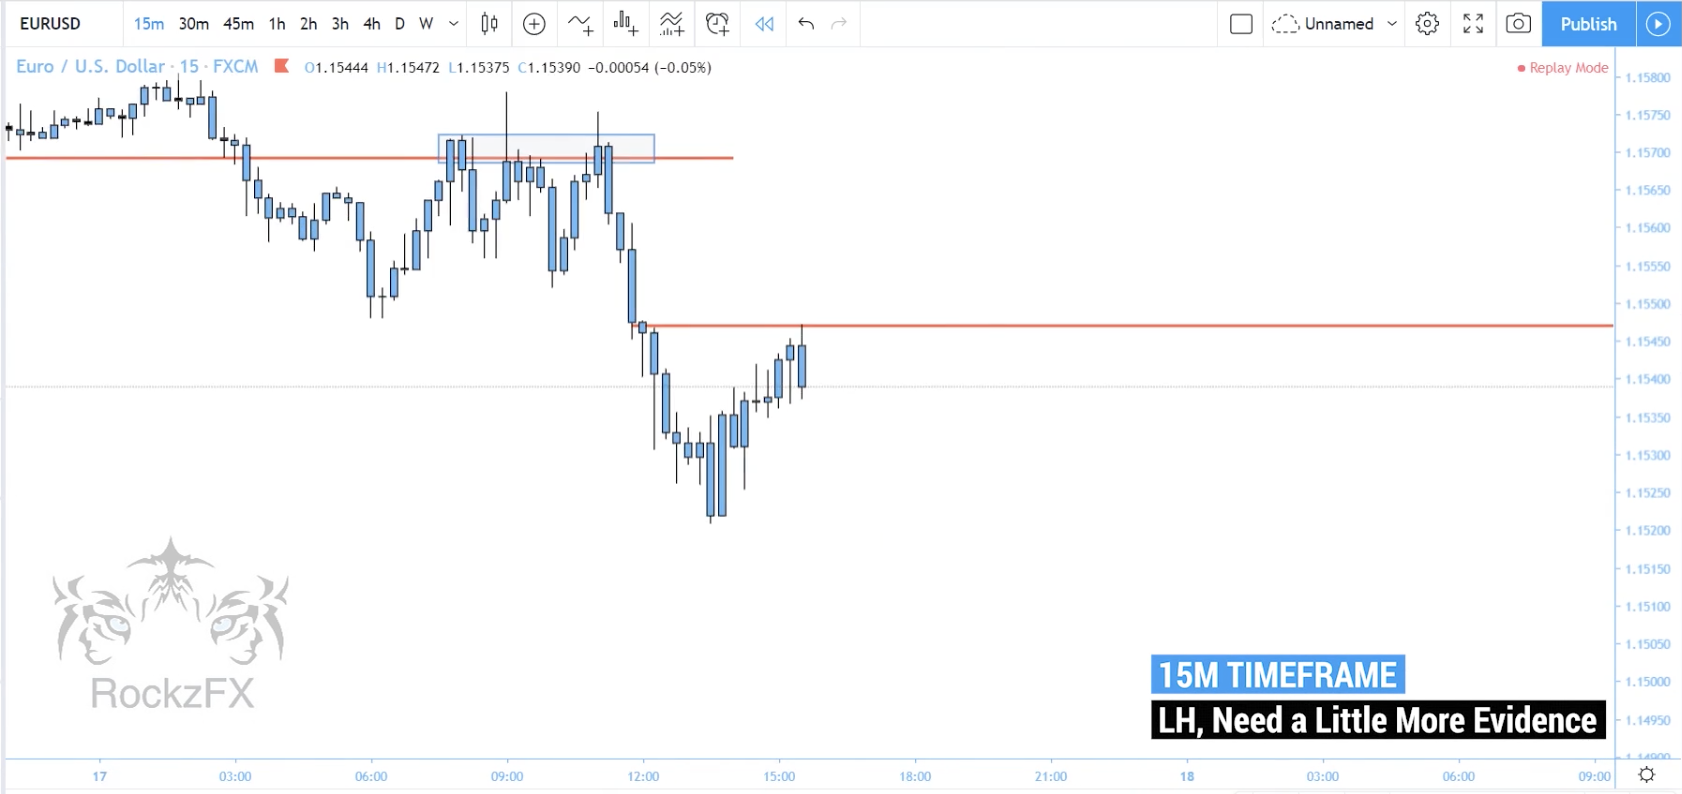 EURUSD 15m 30m 45m 1h 2h 3h 4h D W Unnamed Publish
Euro / U.S. Dollar · 15 · FXCM O1.15444 H1.15472 L1.15375 C1.15390 -0.00054 (-0.05%)
Replay Mode
1.15800
1.15750
1.15700
1.15650
1.15600
1.15550
1.15500
1.15450
1.15400
1.15350
1.15300
1.15250
1.15200
1.15150
1.15100
1.15050
1.15000
1.14950
1.14900
RockzFX
15M TIMEFRAME
LH, Need a Little More Evidence
17 03:00 06:00 09:00 12:00 15:00 18:00 21:00 18 03:00 06:00 09:00